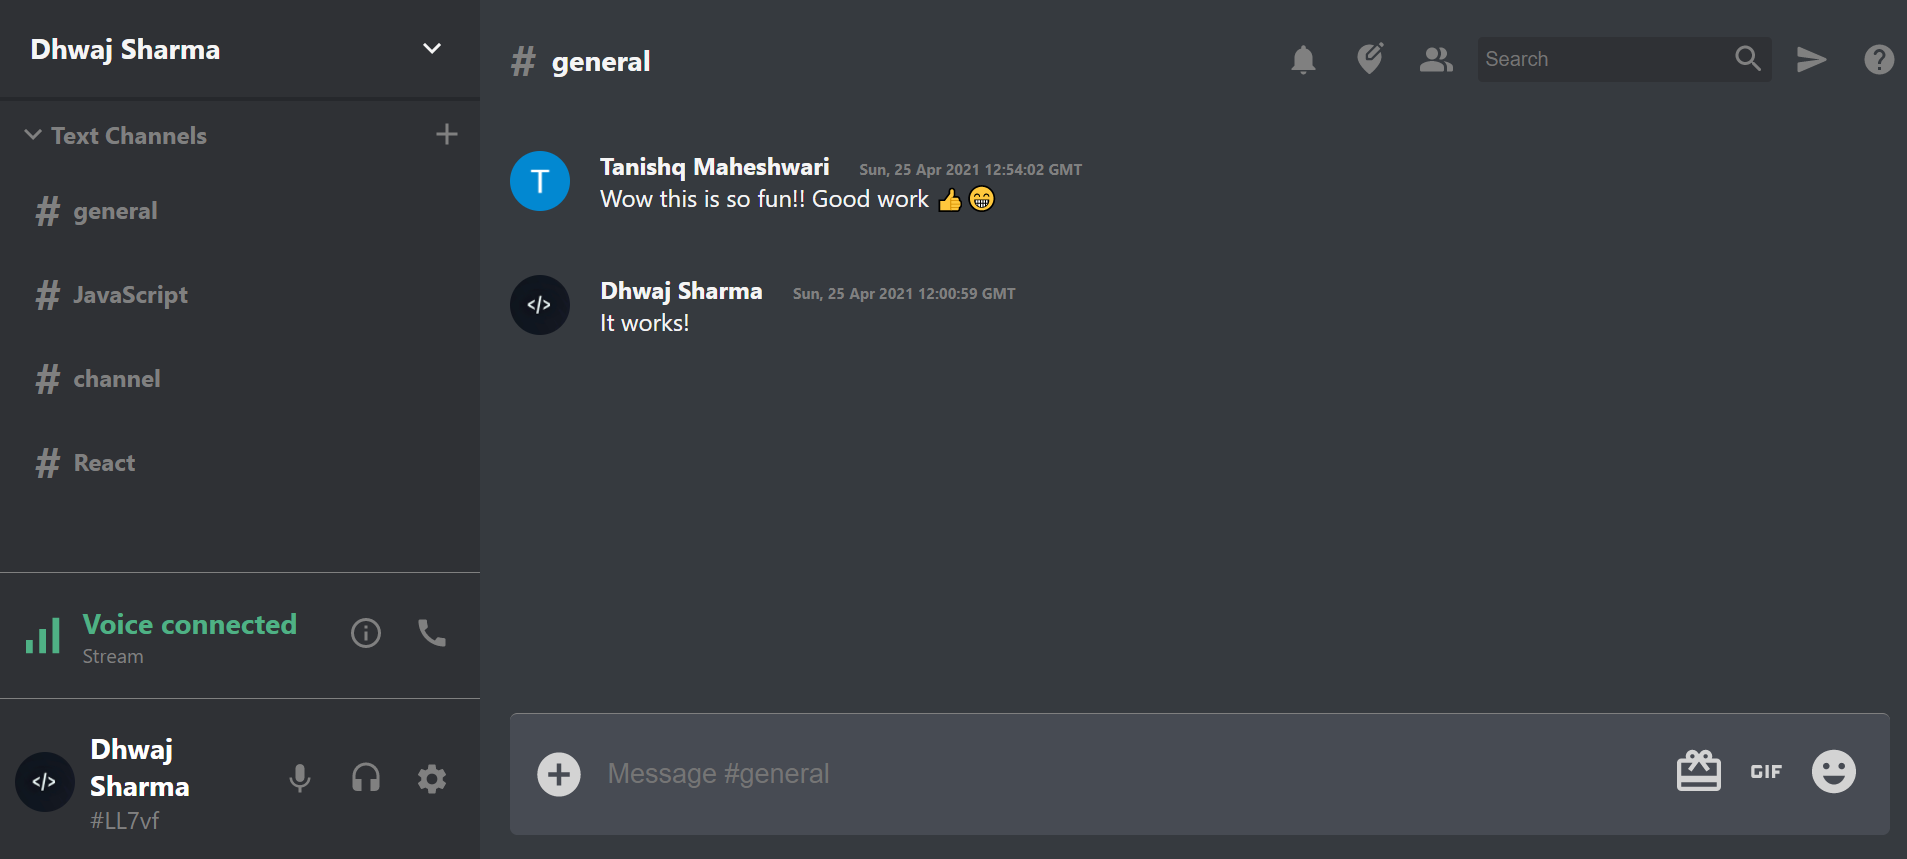 Dhwaj Sharma
Text Channels
# general
# JavaScript
# channel
# React
Voice connected
Stream
</>
Dhwaj
Sharma
#LL7vf
# general
Search
T
Tanishq Maheshwari Sun, 25 Apr 2021 12:54:02 GMT
Wow this is so fun!! Good work 👍😁
</>
Dhwaj Sharma Sun, 25 Apr 2021 12:00:59 GMT
It works!
Message #general
GIF